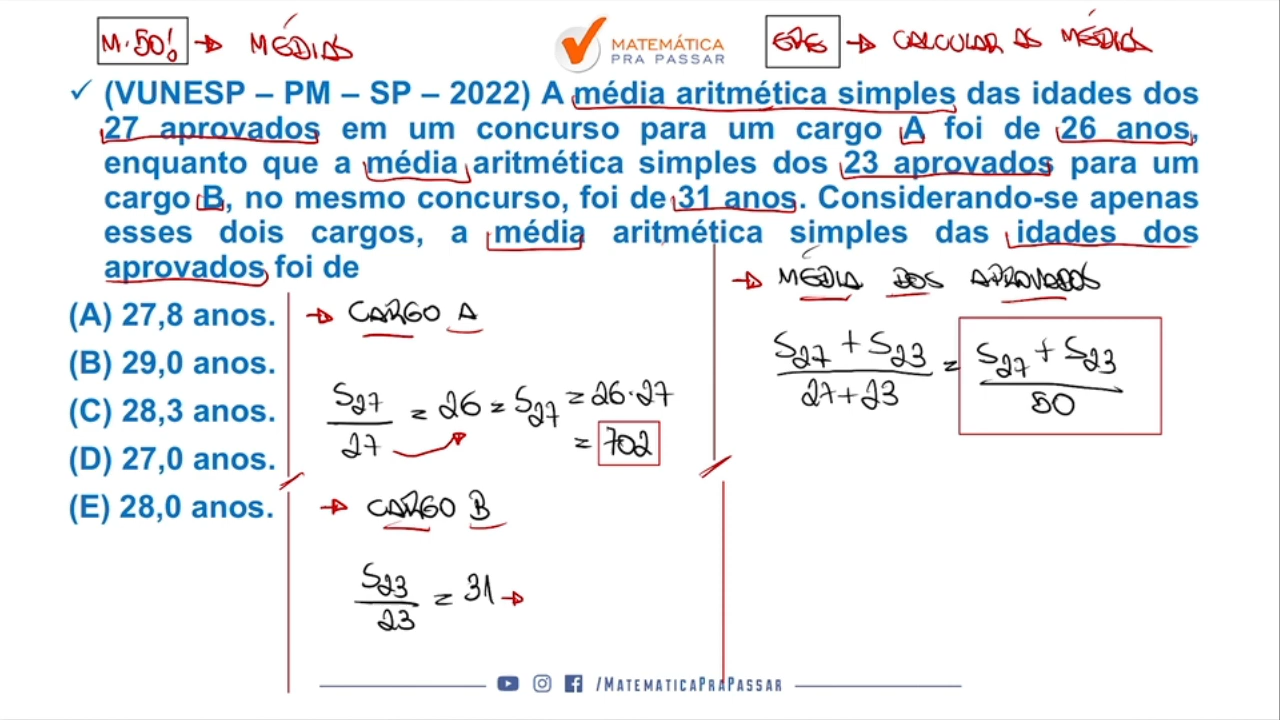 M.50! → MÉDIAS
MATEMÁTICA
PRA PASSAR
→ CALCULAR AS MÉDIAS
✓ (VUNESP – PM – SP – 2022) A média aritmética simples das idades dos
27 aprovados em um concurso para um cargo A foi de 26 anos,
enquanto que a média aritmética simples dos 23 aprovados para um
cargo B, no mesmo concurso, foi de 31 anos. Considerando-se apenas
esses dois cargos, a média aritmética simples das idades dos
aprovados foi de
(A) 27,8 anos.
(B) 29,0 anos.
(C) 28,3 anos.
(D) 27,0 anos.
(E) 28,0 anos.
→ CARGO A
S27/27 = 26 = S27 = 26.27
= 702
→ CARGO B
S23/23 = 31 →
→ MÉDIA DOS APROVADOS
S27 + S23 / 27+23 = S27 + S23 / 50
/MATEMATICAPRAPASSAR